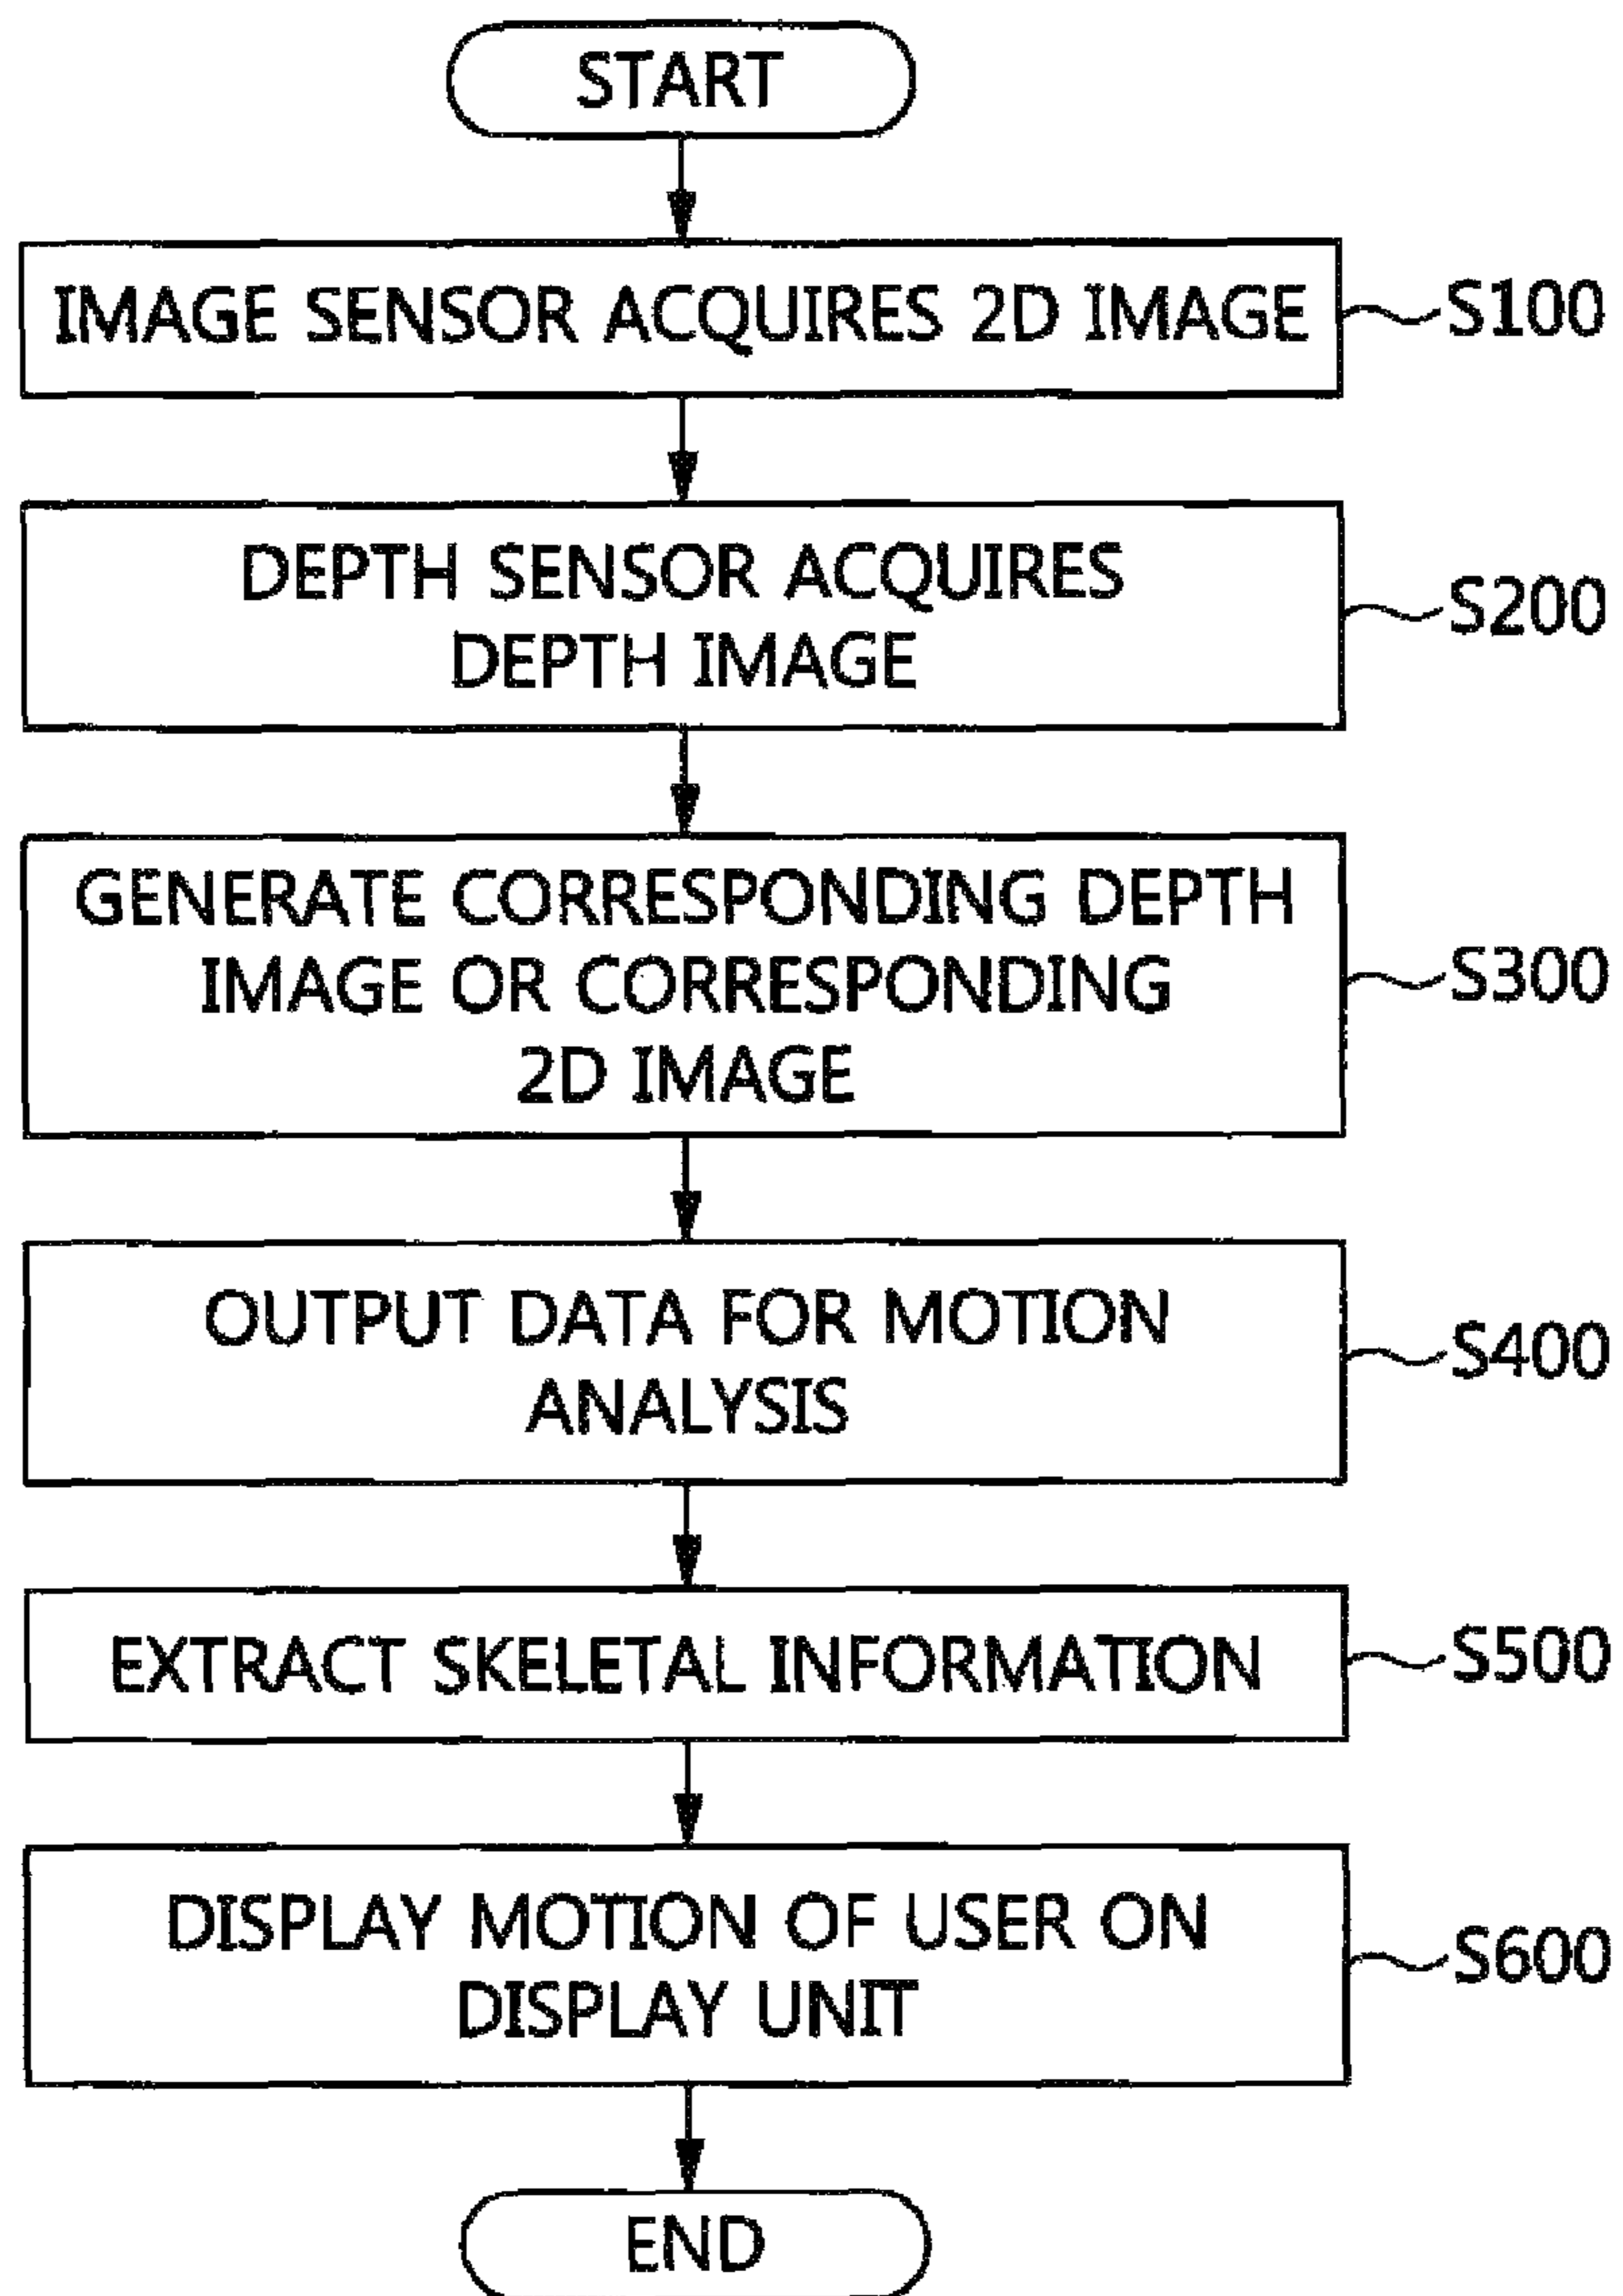 START
IMAGE SENSOR ACQUIRES 2D IMAGE
S100
DEPTH SENSOR ACQUIRES
DEPTH IMAGE
S200
GENERATE CORRESPONDING DEPTH
IMAGE OR CORRESPONDING
2D IMAGE
S300
OUTPUT DATA FOR MOTION
ANALYSIS
S400
EXTRACT SKELETAL INFORMATION
S500
DISPLAY MOTION OF USER ON
DISPLAY UNIT
S600
END